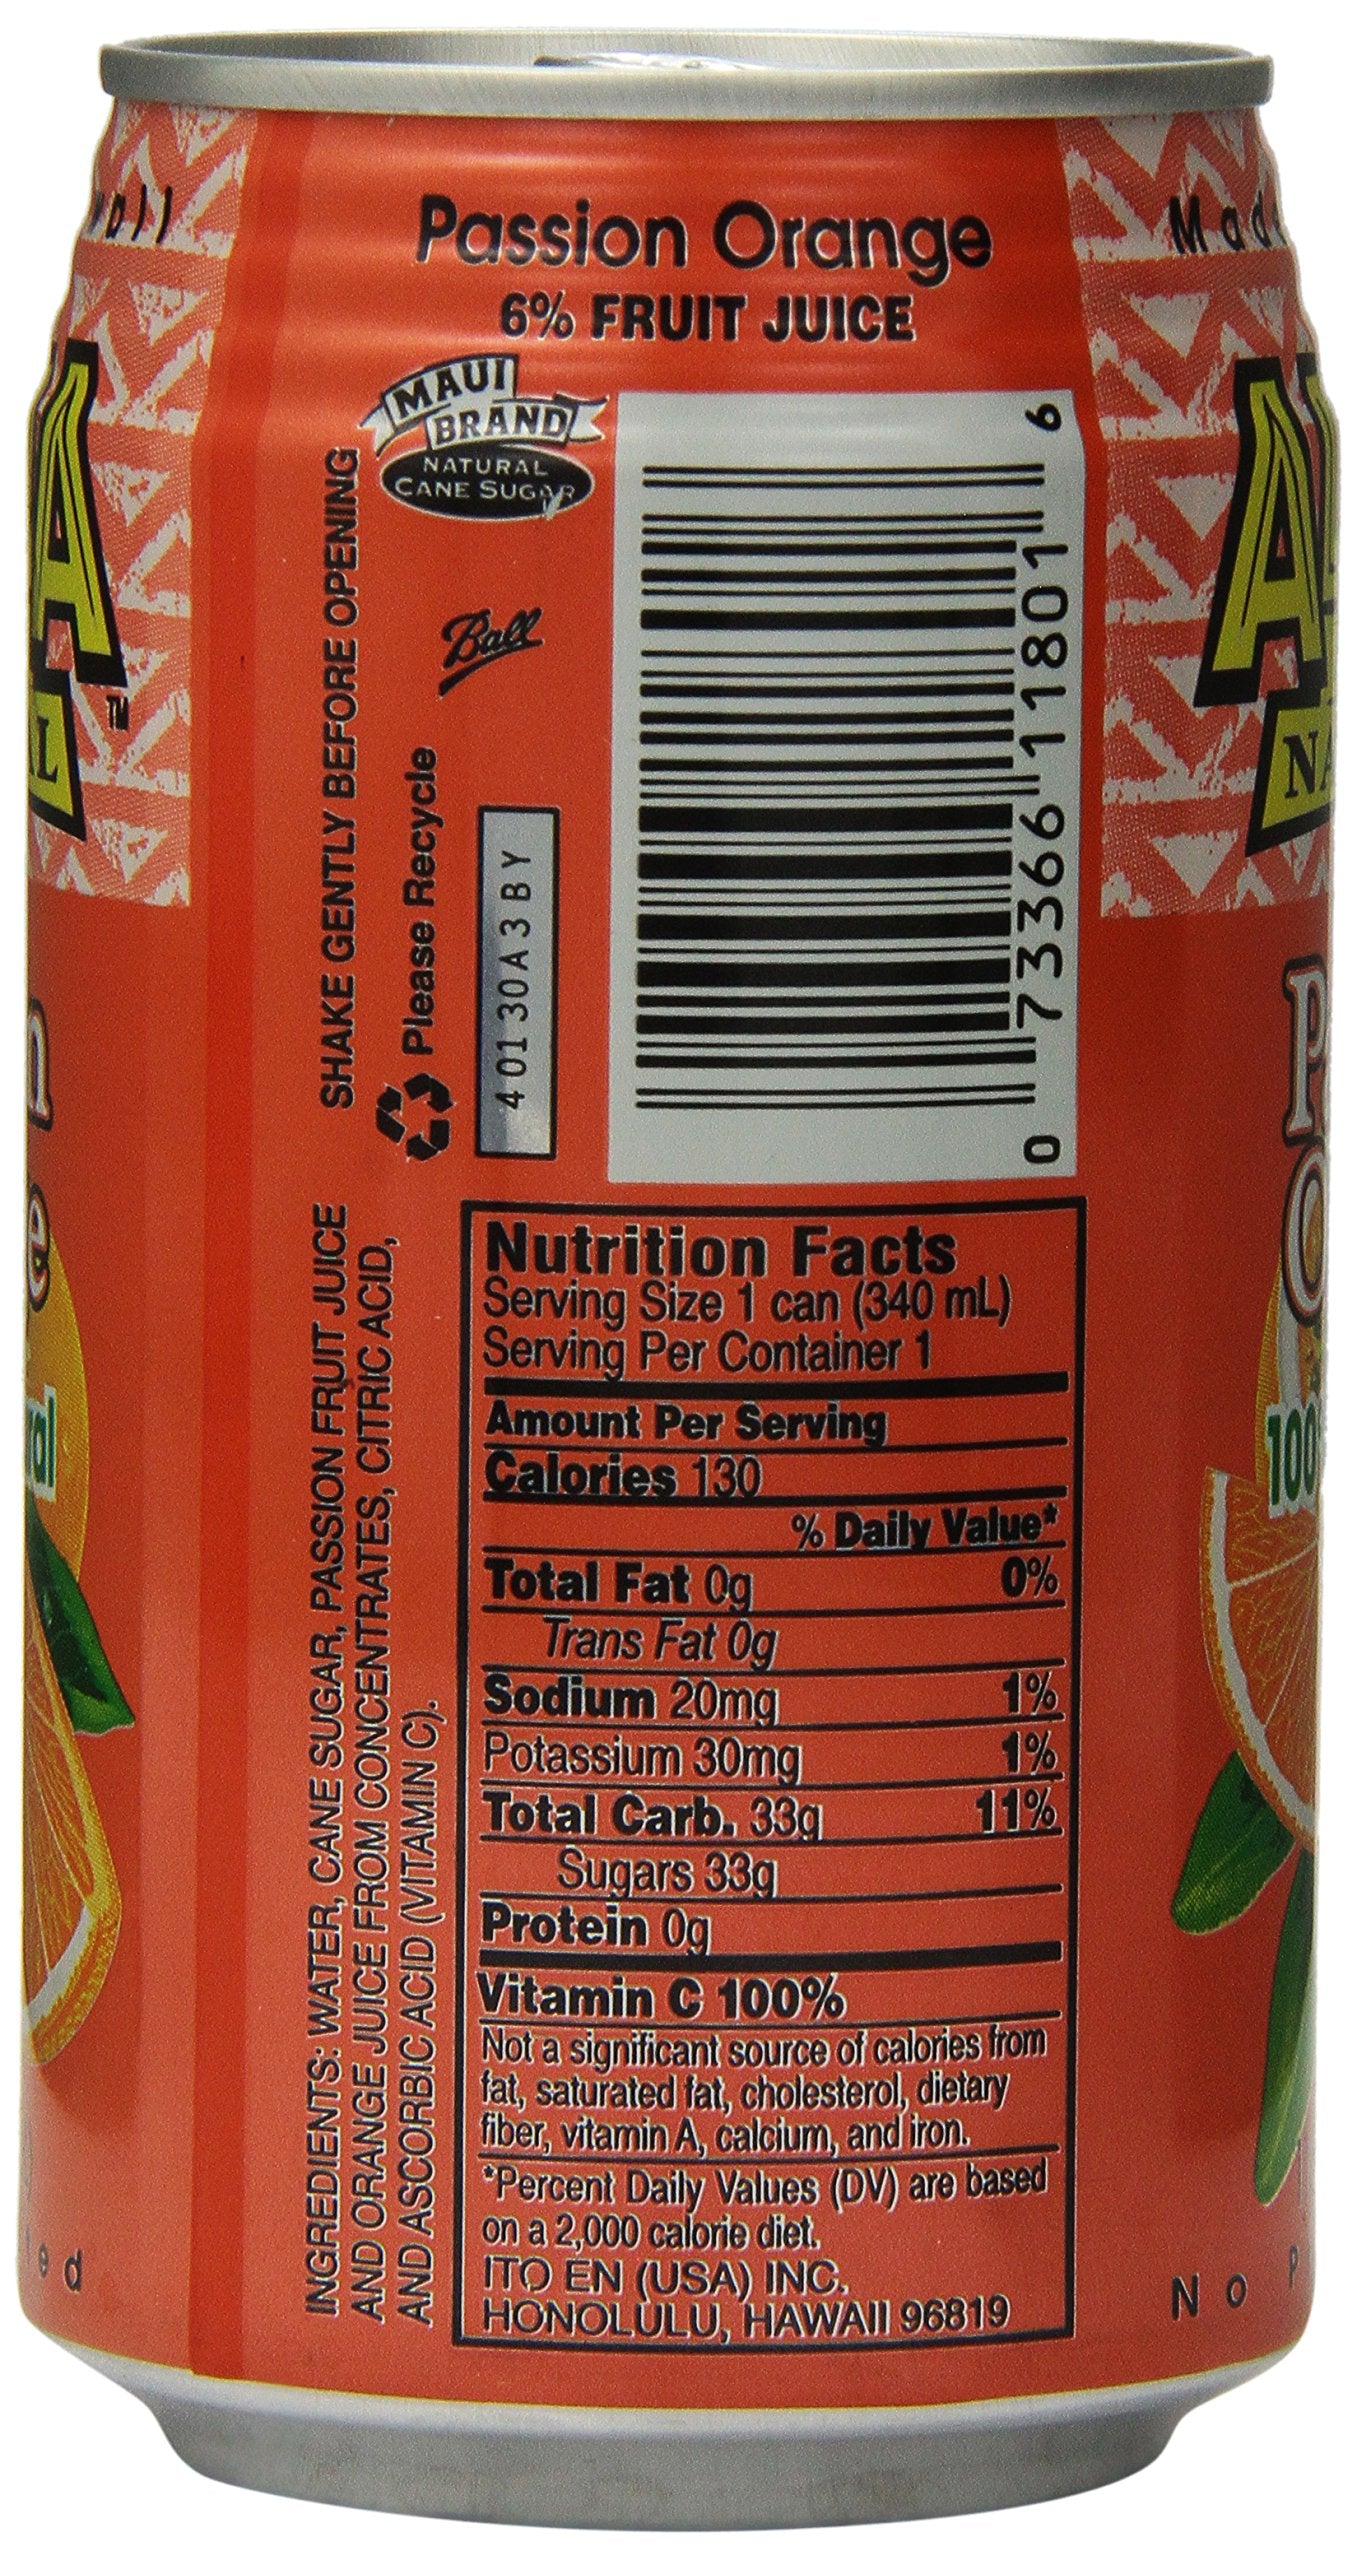 Passion Orange
6% FRUIT JUICE
MAUI
BRAND
NATURAL
CANE SUGAR
SHAKE GENTLY BEFORE OPENING
Please Recycle
Ball
40130A3BY
0 73366 11801 6
INGREDIENTS: WATER, CANE SUGAR, PASSION FRUIT JUICE
AND ORANGE JUICE FROM CONCENTRATES, CITRIC ACID,
AND ASCORBIC ACID (VITAMIN C).
Nutrition Facts
Serving Size 1 can (340 mL)
Serving Per Container 1
Amount Per Serving
Calories 130
% Daily Value*
Total Fat 0g 0%
Trans Fat 0g
Sodium 20mg 1%
Potassium 30mg 1%
Total Carb. 33g 11%
Sugars 33g
Protein 0g
Vitamin C 100%
Not a significant source of calories from
fat, saturated fat, cholesterol, dietary
fiber, vitamin A, calcium, and iron.
*Percent Daily Values (DV) are based
on a 2,000 calorie diet.
ITO EN (USA) INC.
HONOLULU, HAWAII 96819
TM
No